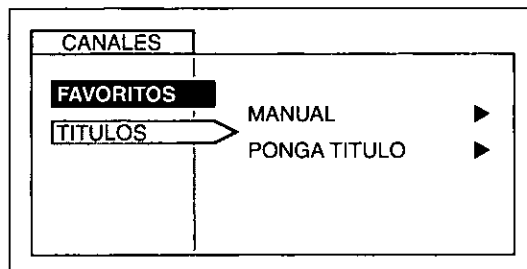 CANALES
FAVORITOS
TITULOS
MANUAL ▶
PONGA TITULO ▶